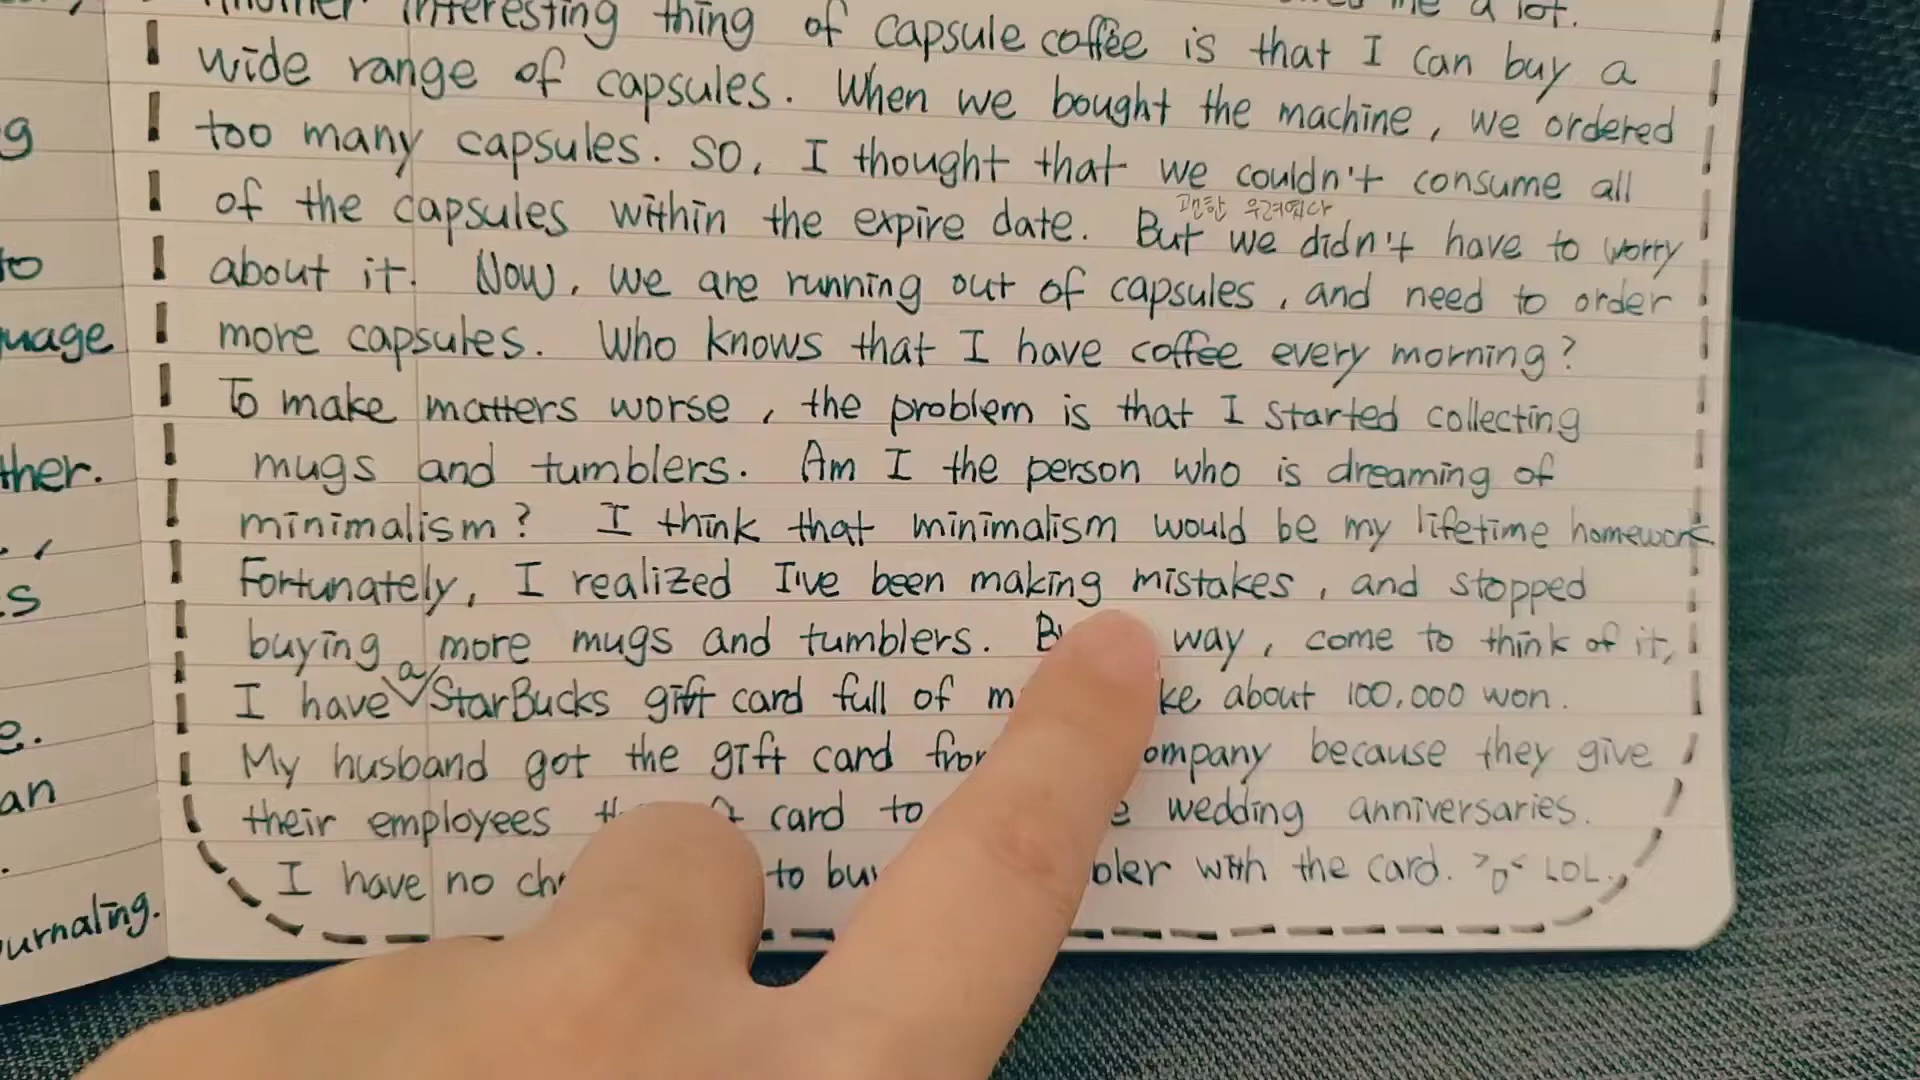 me a lot.
Another interesting thing of capsule coffee is that I can buy a
wide range of capsules. When we bought the machine, we ordered
too many capsules. So, I thought that we couldn't consume all
괜한 우려였다
of the capsules within the expire date. But we didn't have to worry
about it. Now, we are running out of capsules, and need to order
more capsules. Who knows that I have coffee every morning?
To make matters worse, the problem is that I started collecting
mugs and tumblers. Am I the person who is dreaming of
minimalism? I think that minimalism would be my lifetime homework.
Fortunately, I realized I've been making mistakes, and stopped
buying more mugs and tumblers. way, come to think of it,
I have a StarBucks gift card full of about 100,000 won.
My husband got the gift card because they give
their employees card to wedding anniversaries.
I have no to with the card. >o< LOL.
g
to
ther.
s
e.
an